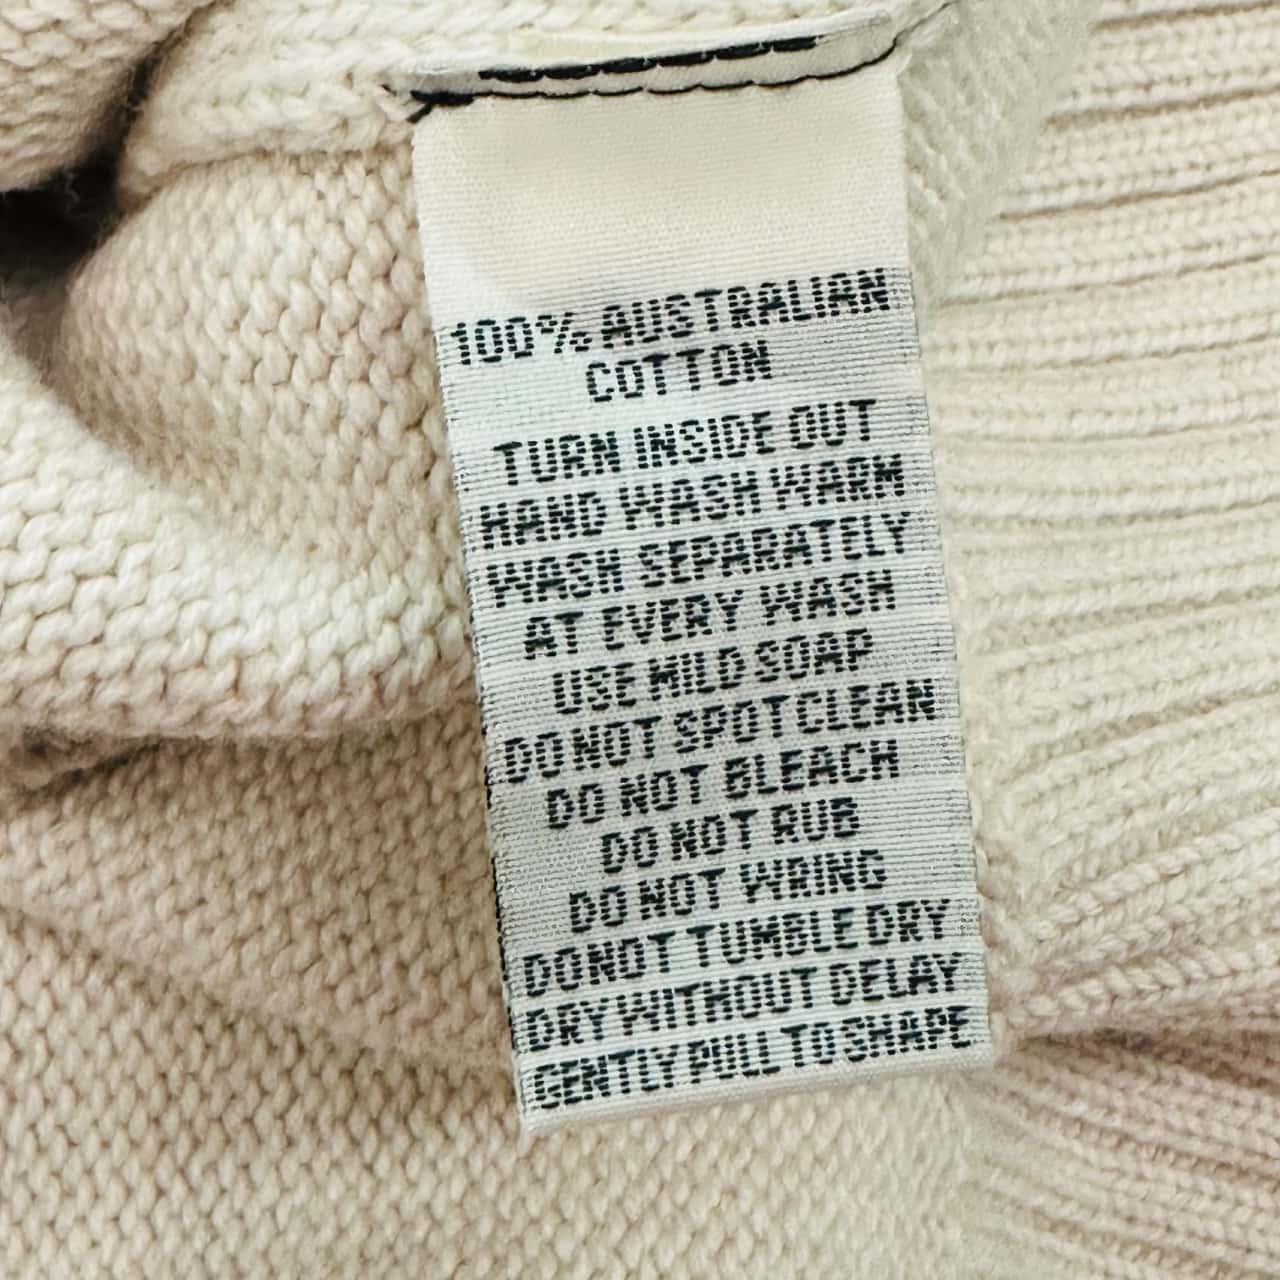 100% AUSTRALIAN
COTTON
TURN INSIDE OUT
HAND WASH WARM
WASH SEPARATELY
AT EVERY WASH
USE MILD SOAP
DO NOT SPOT CLEAN
DO NOT BLEACH
DO NOT RUB
DO NOT WRING
DO NOT TUMBLE DRY
DRY WITHOUT DELAY
GENTLY PULL TO SHAPE